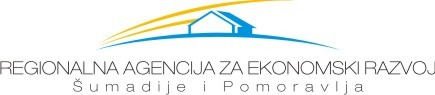 REGIONALNA AGENCIJA ZA EKONOMSKI RAZVOJ
Šumadije i Pomoravlja